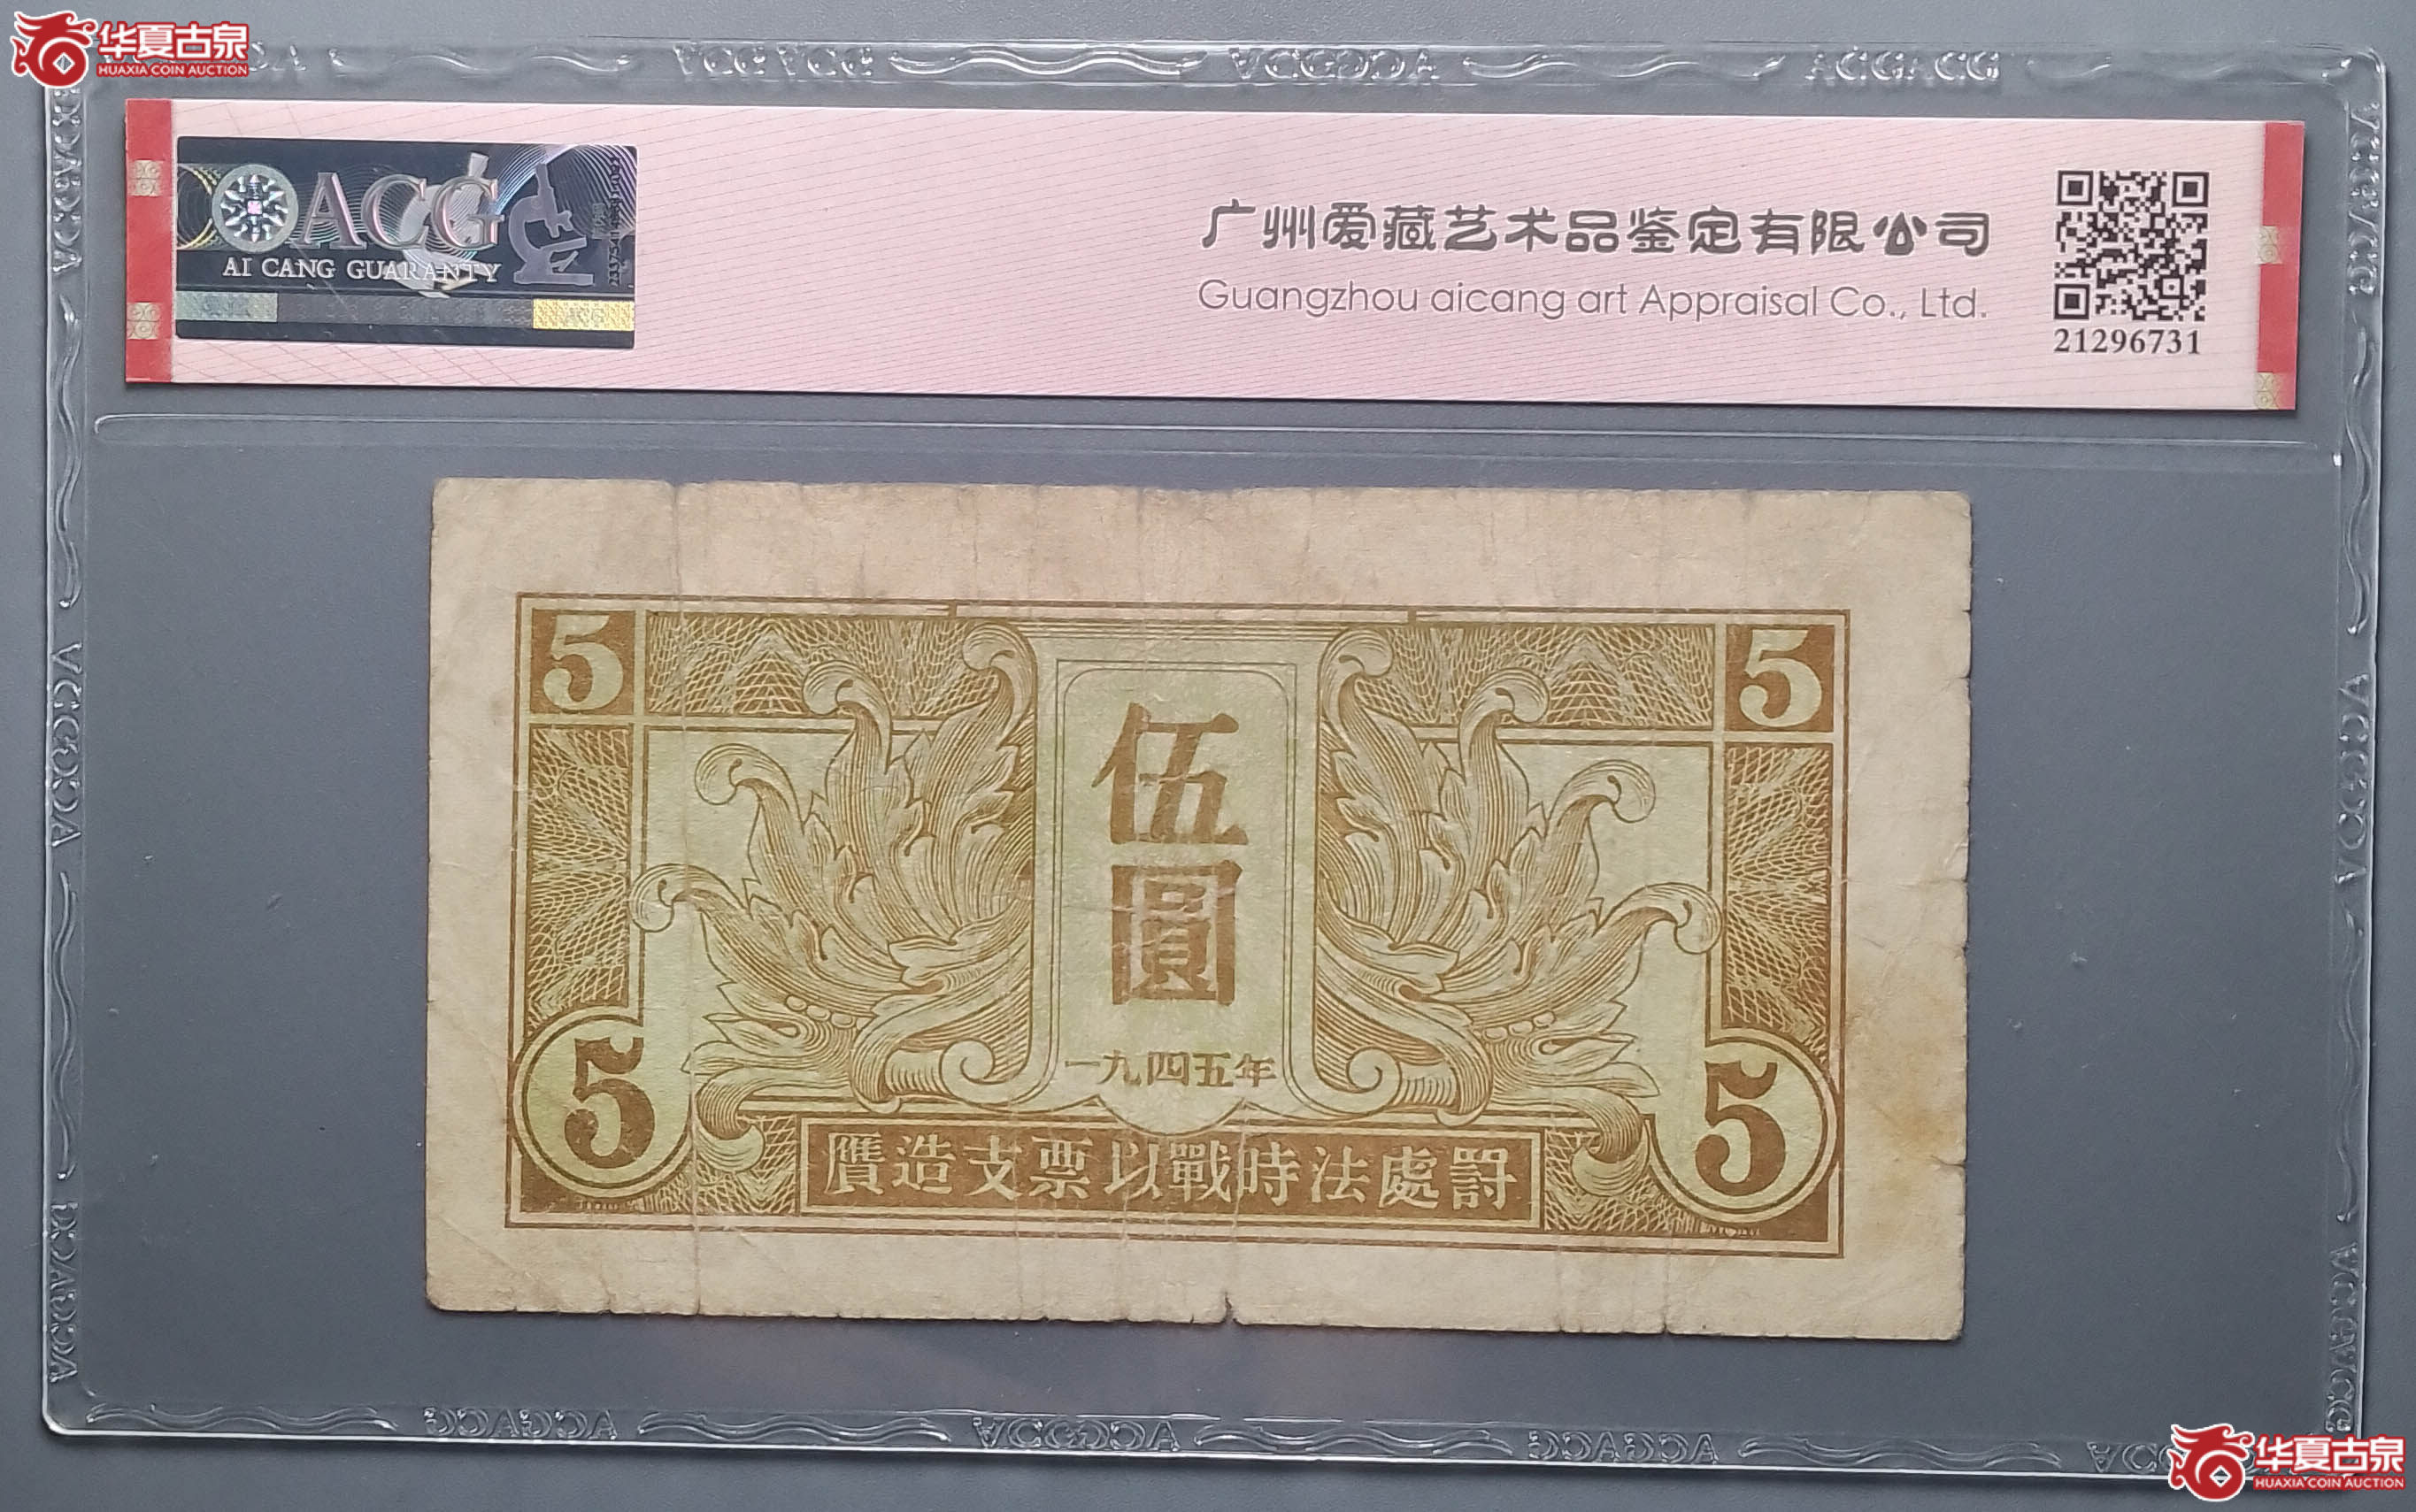 华夏古泉
HUAXIA COIN AUCTION
ACG
AI CANG GUARANTY
广州爱藏艺术品鉴定有限公司
Guangzhou aicang art Appraisal Co., Ltd.
21296731
5
5
伍圓
一九四五年
5
5
贋造支票以戰時法處罸
华夏古泉
HUAXIA COIN AUCTION